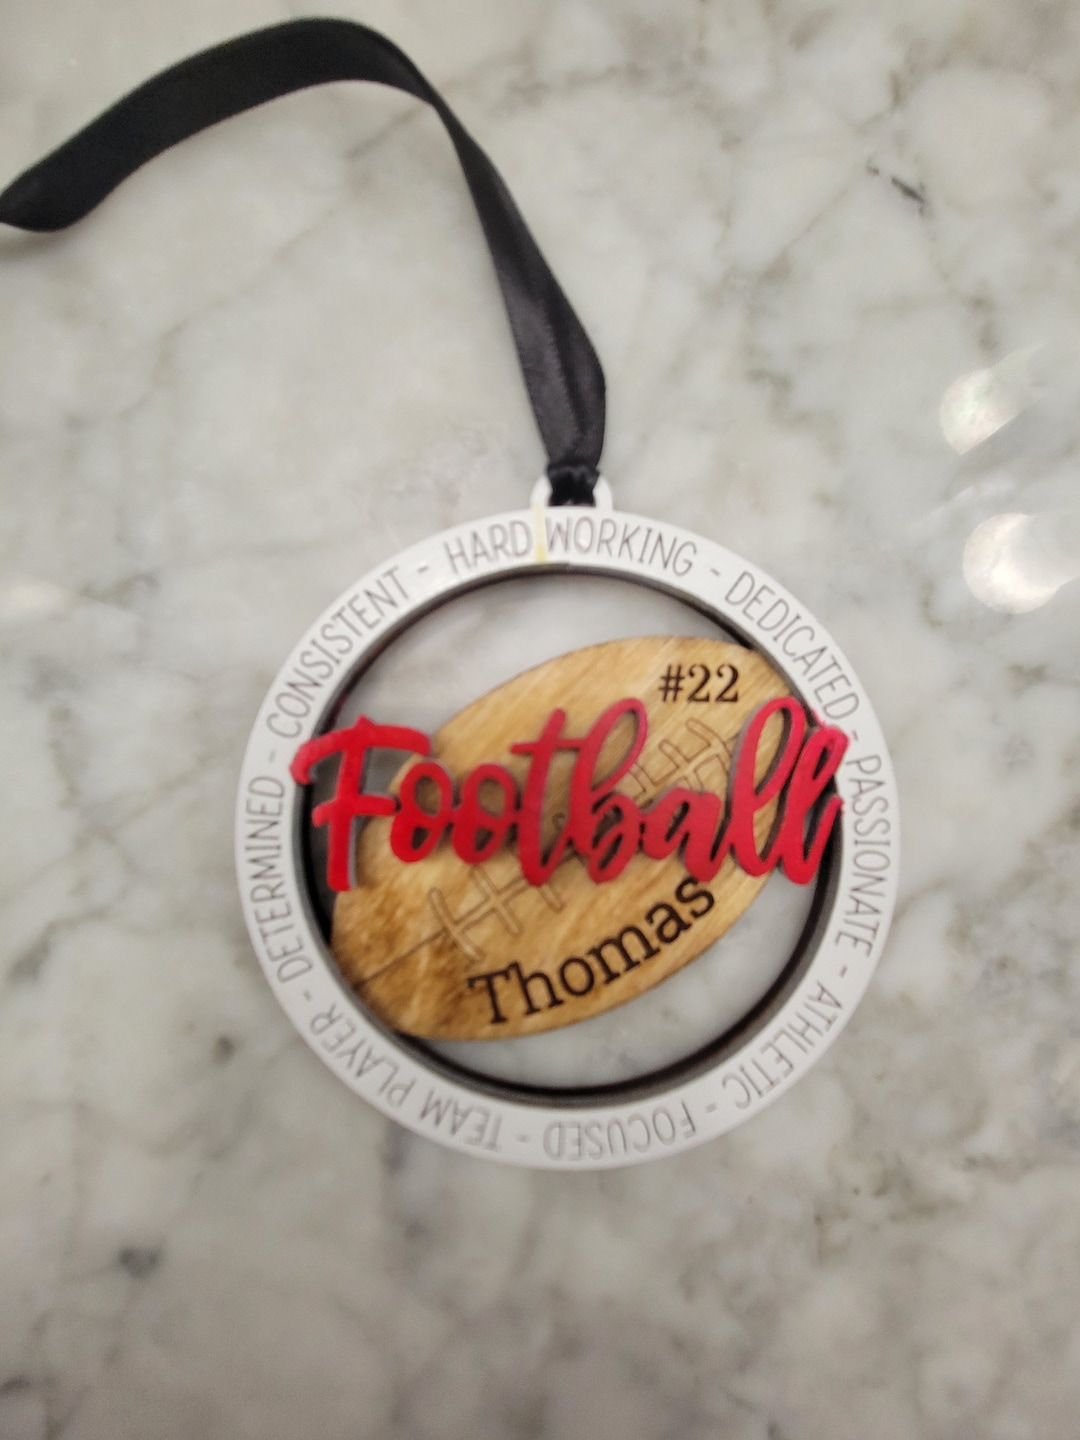 HARD WORKING - DEDICATED - PASSIONATE - ATHLETIC - FOCUSED - TEAM PLAYER - DETERMINED - CONSISTENT -
#22
Football
Thomas